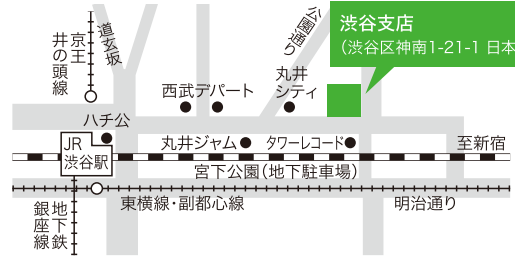 渋谷支店
(渋谷区神南1-21-1 日本
公園通り
道玄坂
京王
井の頭線
西武デパート
丸井
シティ
ハチ公
JR
渋谷駅
丸井ジャム
タワーレコード
至新宿
宮下公園(地下駐車場)
東横線・副都心線
明治通り
地下鉄
銀座線